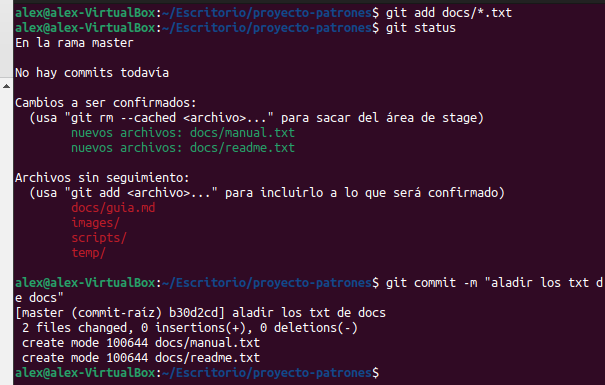 alex@alex-VirtualBox:~/Escritorio/proyecto-patrones$ git add docs/*.txt
alex@alex-VirtualBox:~/Escritorio/proyecto-patrones$ git status
En la rama master
No hay commits todavía
Cambios a ser confirmados:
  (usa "git rm --cached <archivo>..." para sacar del área de stage)
        nuevos archivos: docs/manual.txt
        nuevos archivos: docs/readme.txt
Archivos sin seguimiento:
  (usa "git add <archivo>..." para incluirlo a lo que será confirmado)
        docs/guia.md
        images/
        scripts/
        temp/
alex@alex-VirtualBox:~/Escritorio/proyecto-patrones$ git commit -m "aladir los txt d
e docs"
[master (commit-raíz) b30d2cd] aladir los txt de docs
 2 files changed, 0 insertions(+), 0 deletions(-)
 create mode 100644 docs/manual.txt
 create mode 100644 docs/readme.txt
alex@alex-VirtualBox:~/Escritorio/proyecto-patrones$